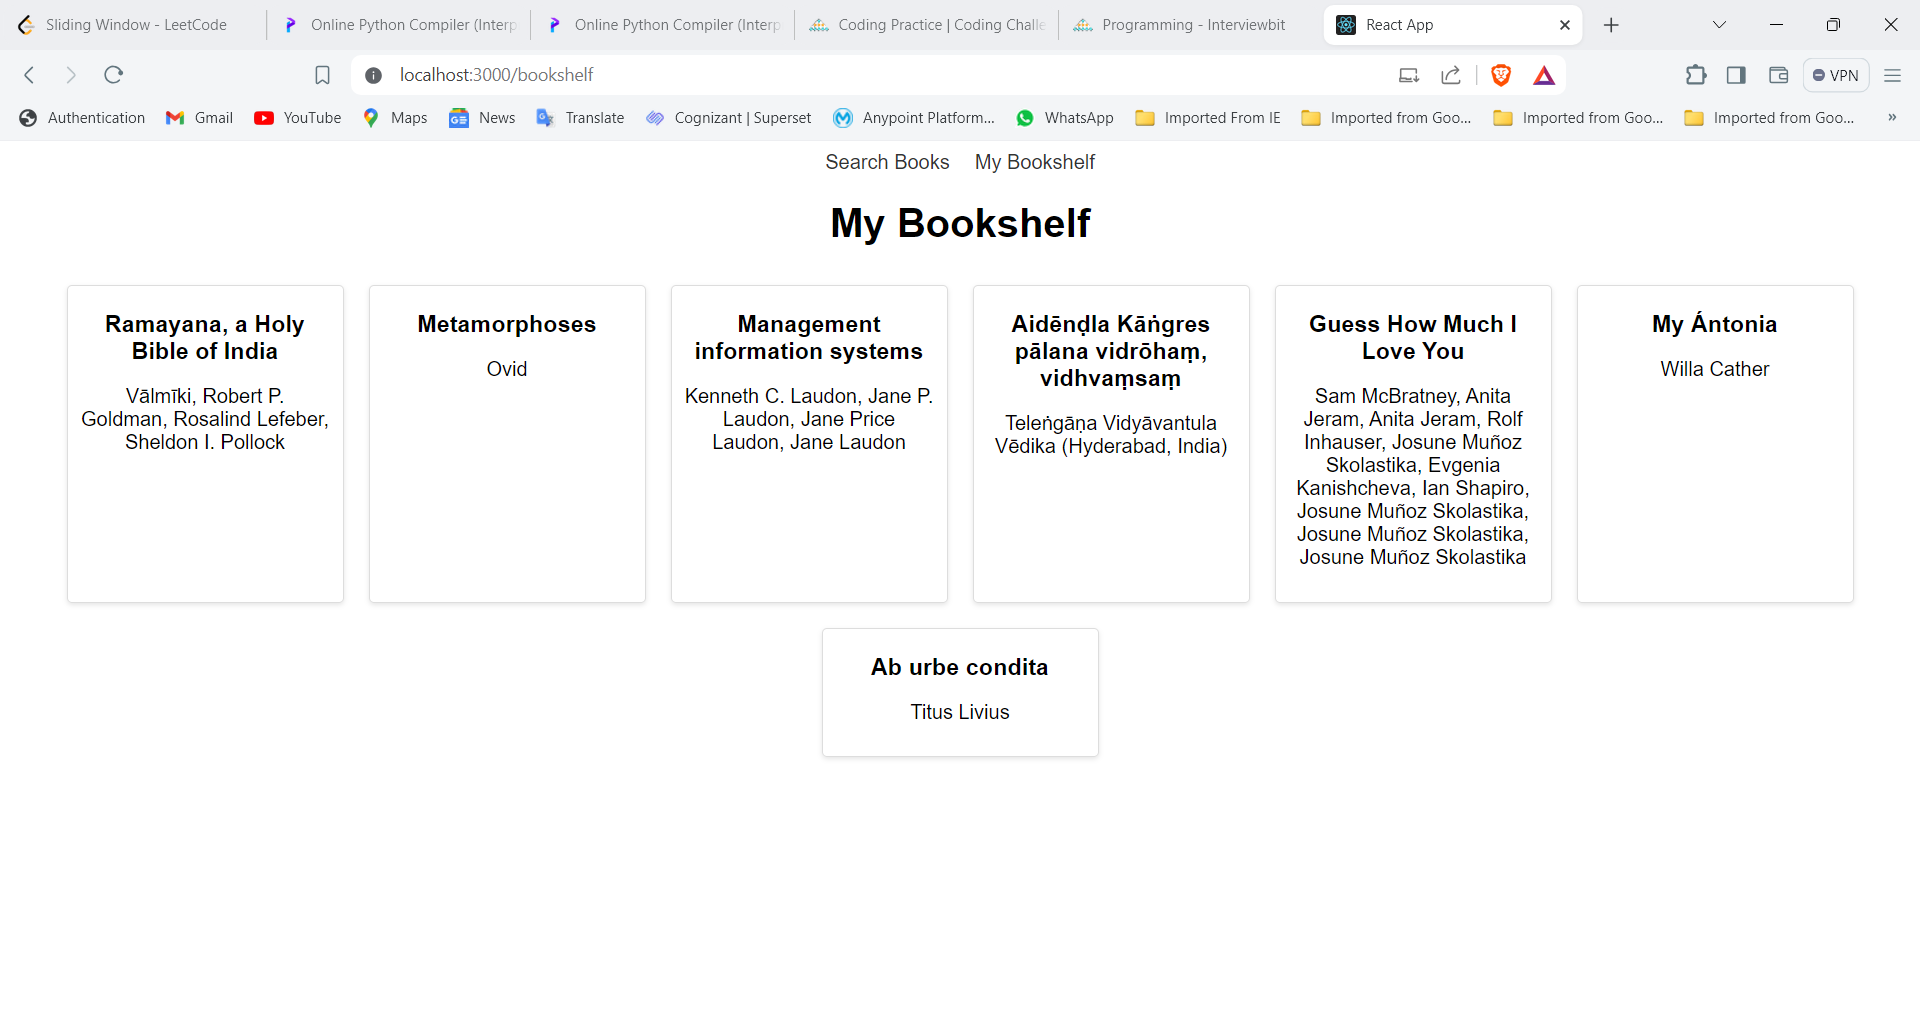 Sliding Window - LeetCode
Online Python Compiler (Interp
Online Python Compiler (Interp
Coding Practice | Coding Challe
Programming - Interviewbit
React App
localhost:3000/bookshelf
VPN
Authentication
Gmail
YouTube
Maps
News
Translate
Cognizant | Superset
Anypoint Platform...
WhatsApp
Imported From IE
Imported from Goo...
Imported from Goo...
Imported from Goo...
»
Search Books
My Bookshelf
My Bookshelf
Ramayana, a Holy
Bible of India
Vālmīki, Robert P.
Goldman, Rosalind Lefeber,
Sheldon I. Pollock
Metamorphoses
Ovid
Management
information systems
Kenneth C. Laudon, Jane P.
Laudon, Jane Price
Laudon, Jane Laudon
Aidēnḍla Kāṅgres
pālana vidrōhaṃ,
vidhvaṃsaṃ
Teleṅgāṇa Vidyāvantula
Vēdika (Hyderabad, India)
Guess How Much I
Love You
Sam McBratney, Anita
Jeram, Anita Jeram, Rolf
Inhauser, Josune Muñoz
Skolastika, Evgenia
Kanishcheva, Ian Shapiro,
Josune Muñoz Skolastika,
Josune Muñoz Skolastika,
Josune Muñoz Skolastika
My Ántonia
Willa Cather
Ab urbe condita
Titus Livius